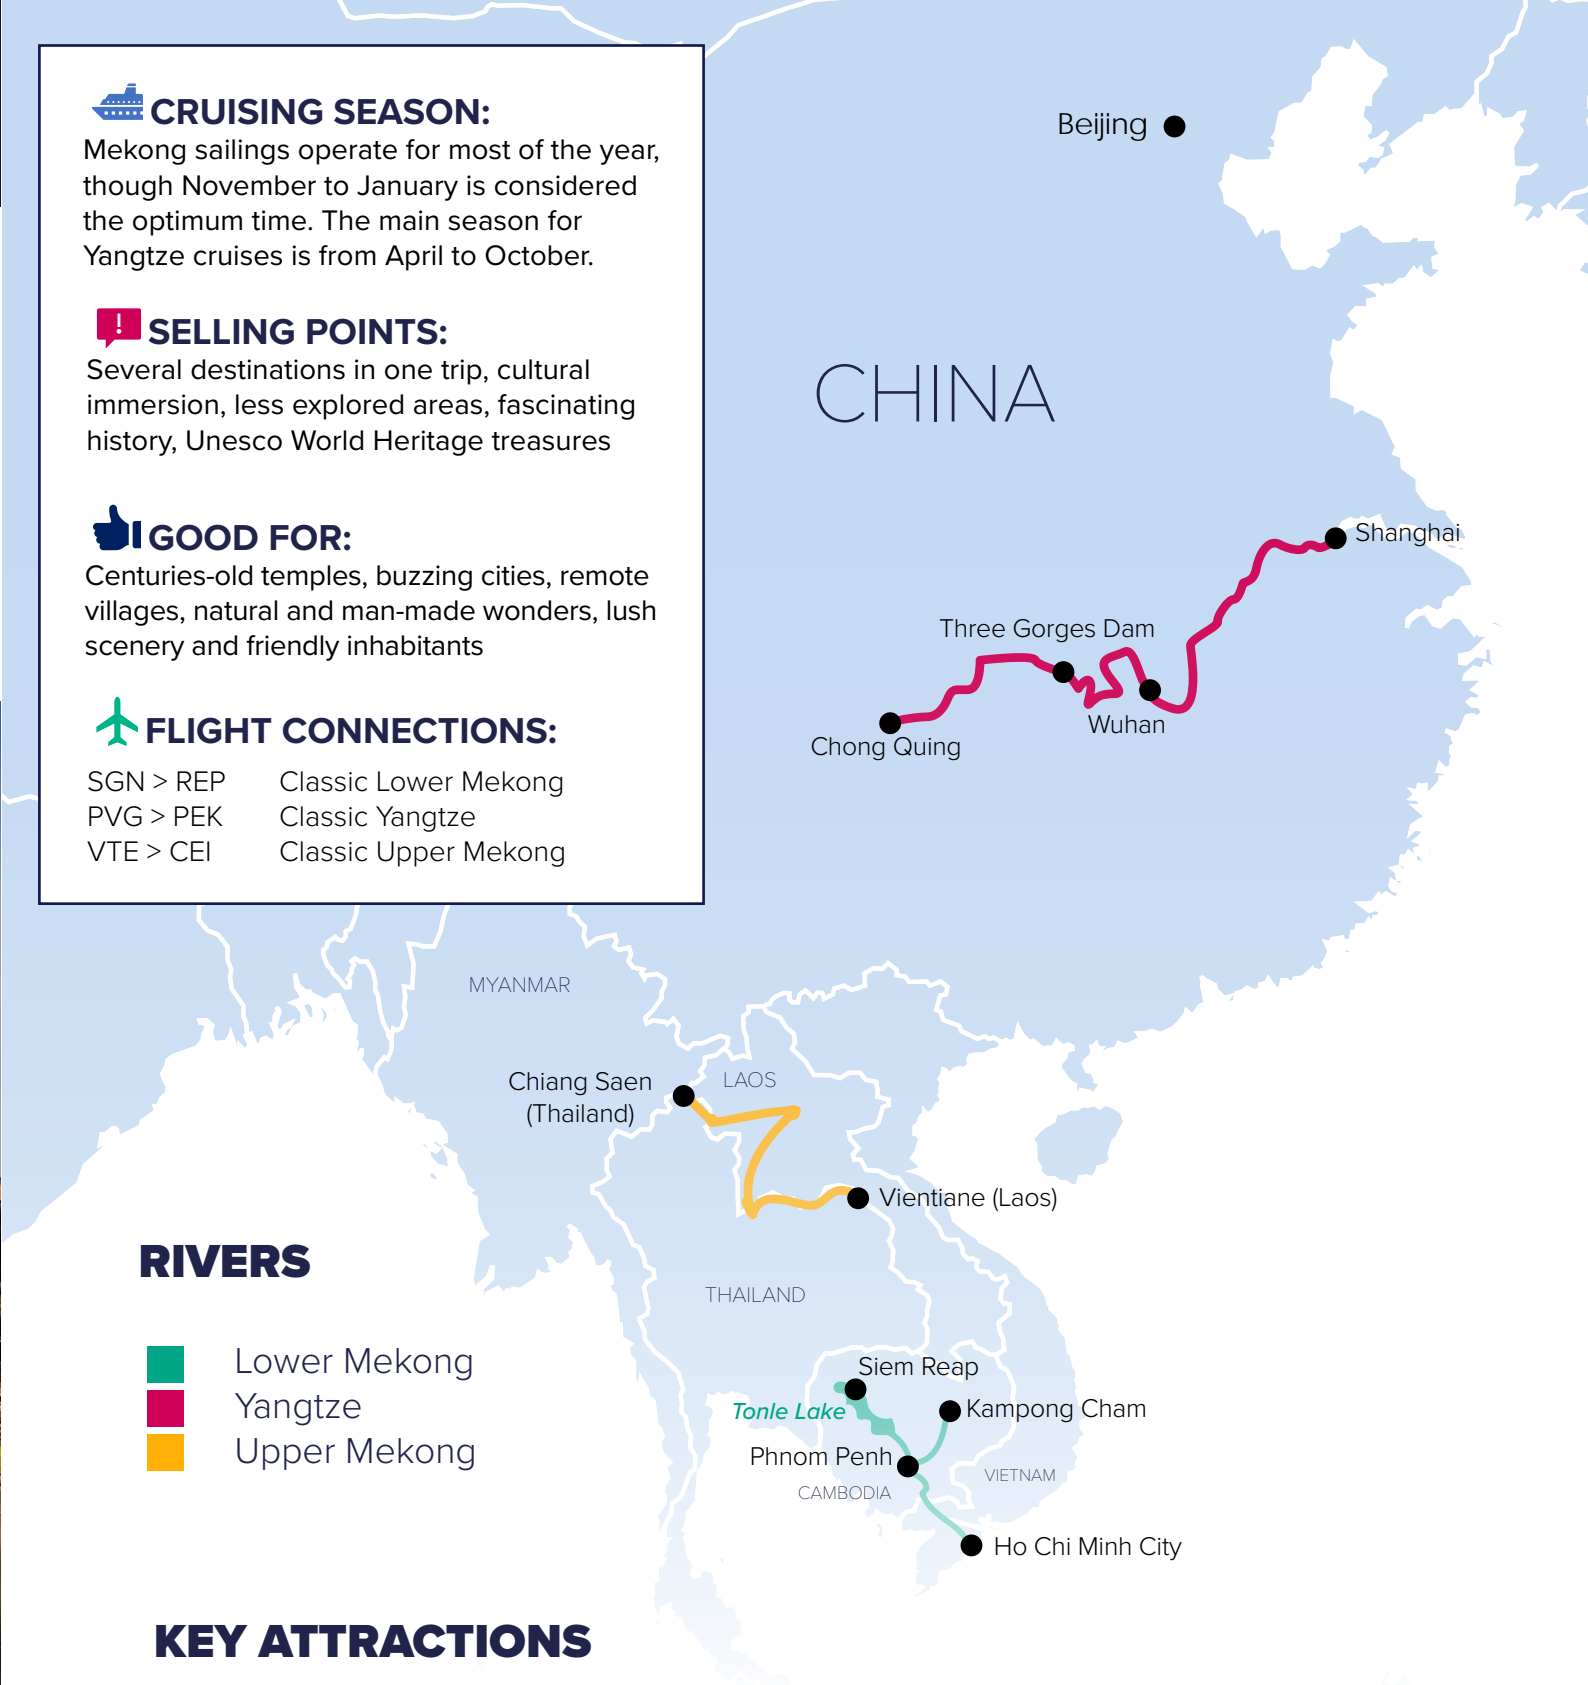 CRUISING SEASON:
Mekong sailings operate for most of the year,
though November to January is considered
the optimum time. The main season for
Yangtze cruises is from April to October.
SELLING POINTS:
Several destinations in one trip, cultural
immersion, less explored areas, fascinating
history, Unesco World Heritage treasures
GOOD FOR:
Centuries-old temples, buzzing cities, remote
villages, natural and man-made wonders, lush
scenery and friendly inhabitants
FLIGHT CONNECTIONS:
SGN > REP Classic Lower Mekong
PVG > PEK Classic Yangtze
VTE > CEI Classic Upper Mekong
Beijing
CHINA
Shanghai
Three Gorges Dam
Wuhan
Chong Quing
MYANMAR
Chiang Saen
(Thailand)
LAOS
Vientiane (Laos)
THAILAND
Siem Reap
Tonle Lake
Kampong Cham
Phnom Penh
VIETNAM
CAMBODIA
Ho Chi Minh City
RIVERS
Lower Mekong
Yangtze
Upper Mekong
KEY ATTRACTIONS